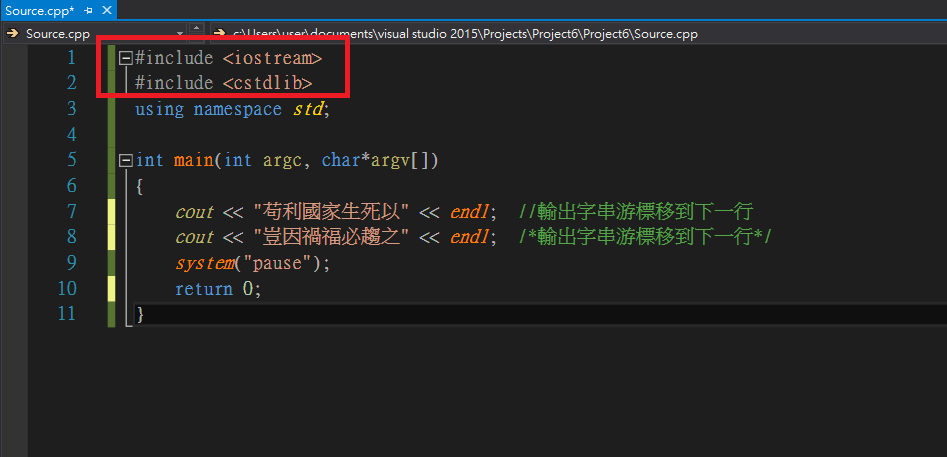 Source.cpp*
Source.cpp c:\Users\user\documents\visual studio 2015\Projects\Project6\Project6\Source.cpp
1 #include <iostream>
2 #include <cstdlib>
3 using namespace std;
4
5 int main(int argc, char*argv[])
6 {
7 cout << "苟利國家生死以" << endl; //輸出字串游標移到下一行
8 cout << "豈因禍福必趨之" << endl; /*輸出字串游標移到下一行*/
9 system("pause");
10 return 0;
11 }